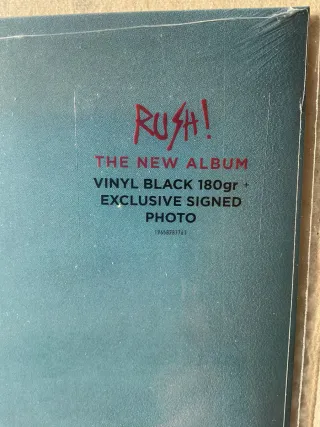 RUSH!
THE NEW ALBUM
VINYL BLACK 180gr +
EXCLUSIVE SIGNED
PHOTO